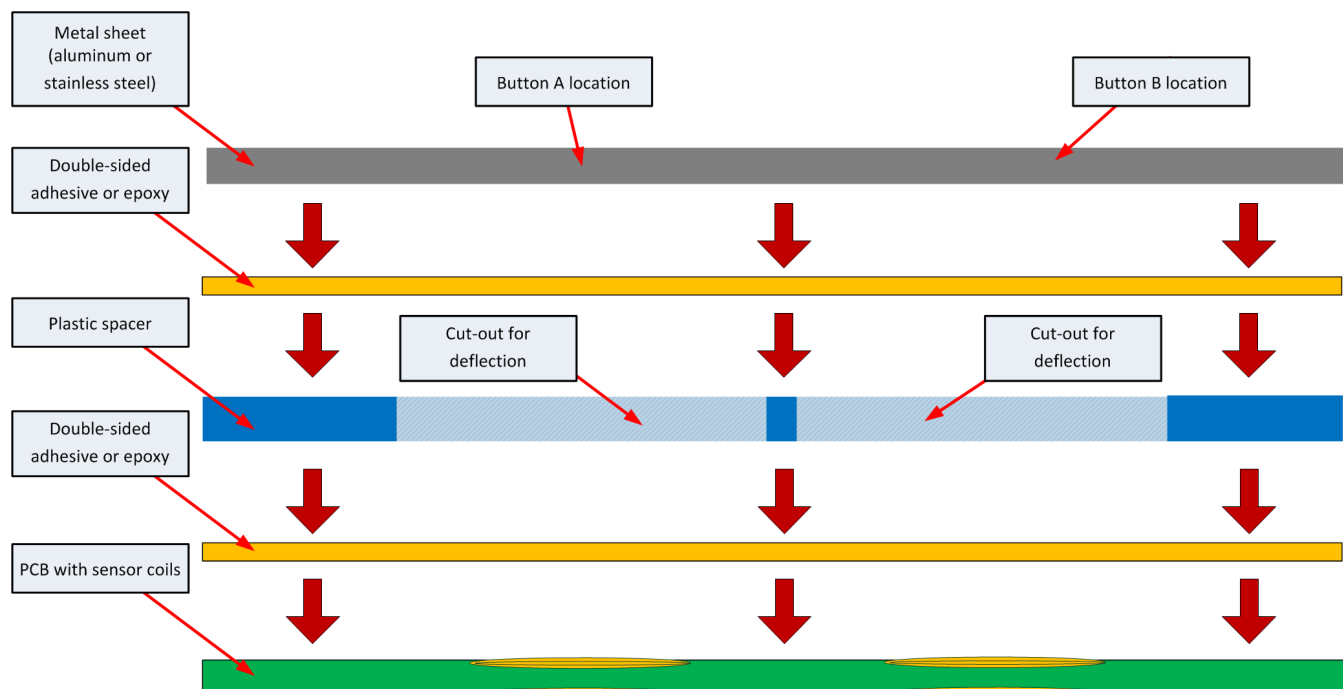 Metal sheet
(aluminum or
stainless steel)
Button A location
Button B location
Double-sided
adhesive or epoxy
Plastic spacer
Cut-out for
deflection
Cut-out for
deflection
Double-sided
adhesive or epoxy
PCB with sensor coils